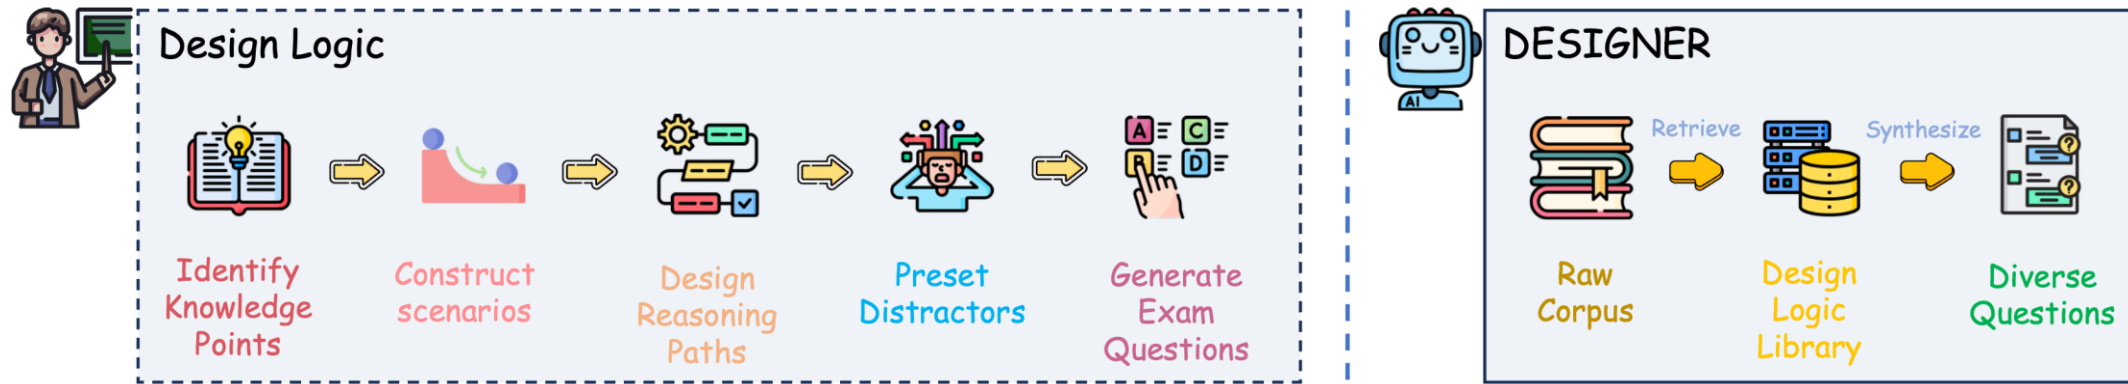 Design Logic
Identify
Knowledge
Points
Construct
scenarios
Design
Reasoning
Paths
Preset
Distractors
A
C
B
D
Generate
Exam
Questions
AI
DESIGNER
Retrieve
Synthesize
Raw
Corpus
Design
Logic
Library
?
?
Diverse
Questions